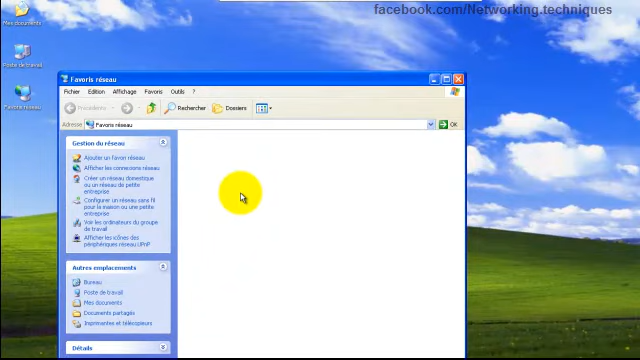 facebook.com/Networking.techniques
Mes documents
Poste de travail
Favoris réseau
Favoris réseau
Fichier Edition Affichage Favoris Outils ?
Précédente Rechercher Dossiers
Adresse Favoris réseau OK
Gestion du réseau
Ajouter un favori réseau
Afficher les connexions réseau
Créer un réseau domestique
ou un réseau de petite
entreprise
Configurer un réseau sans fil
pour la maison ou une petite
entreprise
Voir les ordinateurs du groupe
de travail
Afficher les icônes des
périphériques réseau UPnP
Autres emplacements
Bureau
Poste de travail
Mes documents
Documents partagés
Imprimantes et télécopieurs
Détails